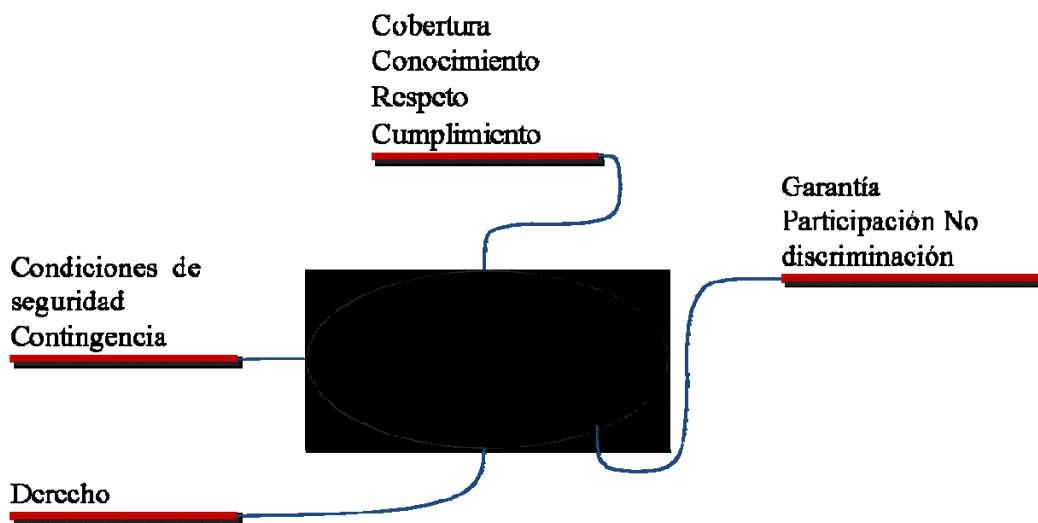 Cobertura
Conocimiento
Respeto
Cumplimiento
Garantía
Participación No
discriminación
Condiciones de
seguridad
Contingencia
Derecho